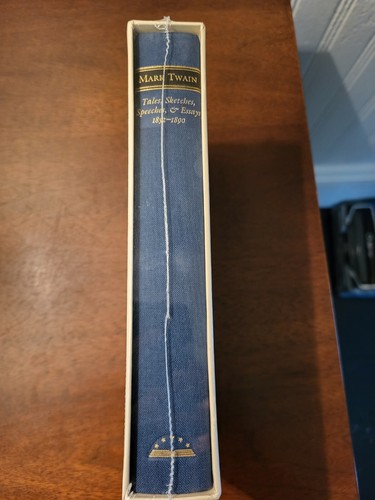 MARK TWAIN
Tales, Sketches,
Speeches, & Essays
1852–1890